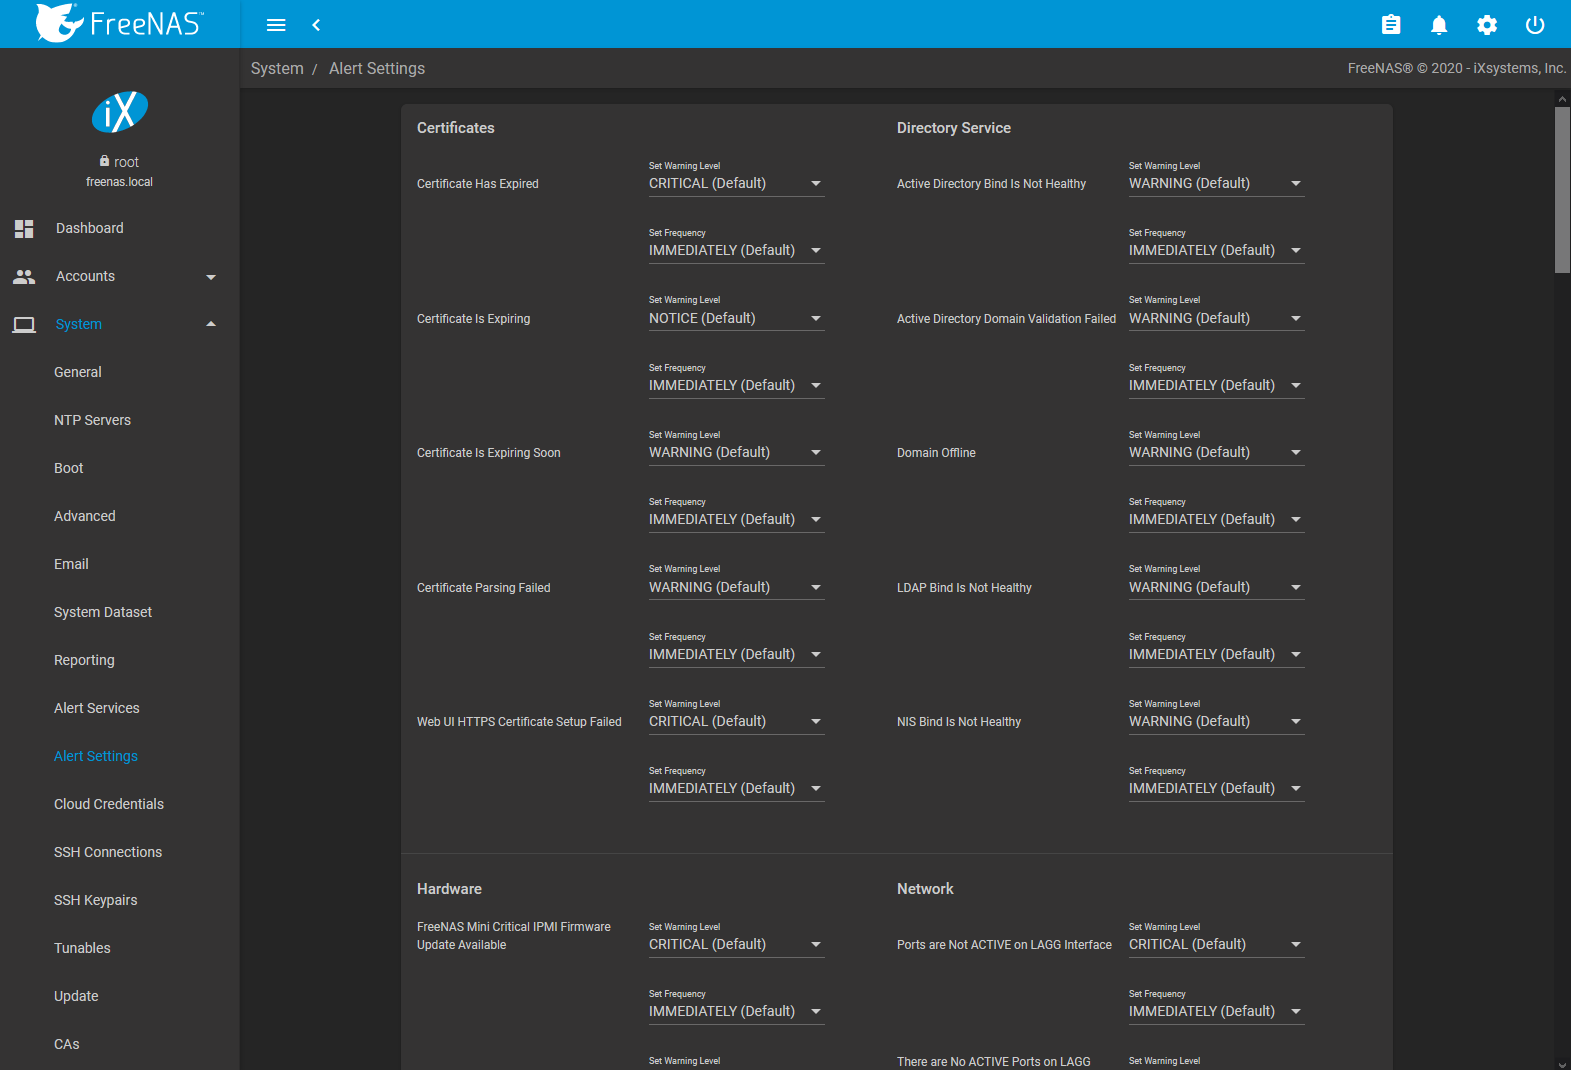 FreeNAS™
System / Alert Settings
FreeNAS® © 2020 - iXsystems, Inc.
iX
root
freenas.local
Dashboard
Accounts
System
General
NTP Servers
Boot
Advanced
Email
System Dataset
Reporting
Alert Services
Alert Settings
Cloud Credentials
SSH Connections
SSH Keypairs
Tunables
Update
CAs
Certificates
Certificate Has Expired
Set Warning Level
CRITICAL (Default)
Set Frequency
IMMEDIATELY (Default)
Certificate Is Expiring
Set Warning Level
NOTICE (Default)
Set Frequency
IMMEDIATELY (Default)
Certificate Is Expiring Soon
Set Warning Level
WARNING (Default)
Set Frequency
IMMEDIATELY (Default)
Certificate Parsing Failed
Set Warning Level
WARNING (Default)
Set Frequency
IMMEDIATELY (Default)
Web UI HTTPS Certificate Setup Failed
Set Warning Level
CRITICAL (Default)
Set Frequency
IMMEDIATELY (Default)
Directory Service
Active Directory Bind Is Not Healthy
Set Warning Level
WARNING (Default)
Set Frequency
IMMEDIATELY (Default)
Active Directory Domain Validation Failed
Set Warning Level
WARNING (Default)
Set Frequency
IMMEDIATELY (Default)
Domain Offline
Set Warning Level
WARNING (Default)
Set Frequency
IMMEDIATELY (Default)
LDAP Bind Is Not Healthy
Set Warning Level
WARNING (Default)
Set Frequency
IMMEDIATELY (Default)
NIS Bind Is Not Healthy
Set Warning Level
WARNING (Default)
Set Frequency
IMMEDIATELY (Default)
Hardware
FreeNAS Mini Critical IPMI Firmware
Update Available
Set Warning Level
CRITICAL (Default)
Set Frequency
IMMEDIATELY (Default)
Set Warning Level
Network
Ports are Not ACTIVE on LAGG Interface
Set Warning Level
CRITICAL (Default)
Set Frequency
IMMEDIATELY (Default)
There are No ACTIVE Ports on LAGG
Set Warning Level